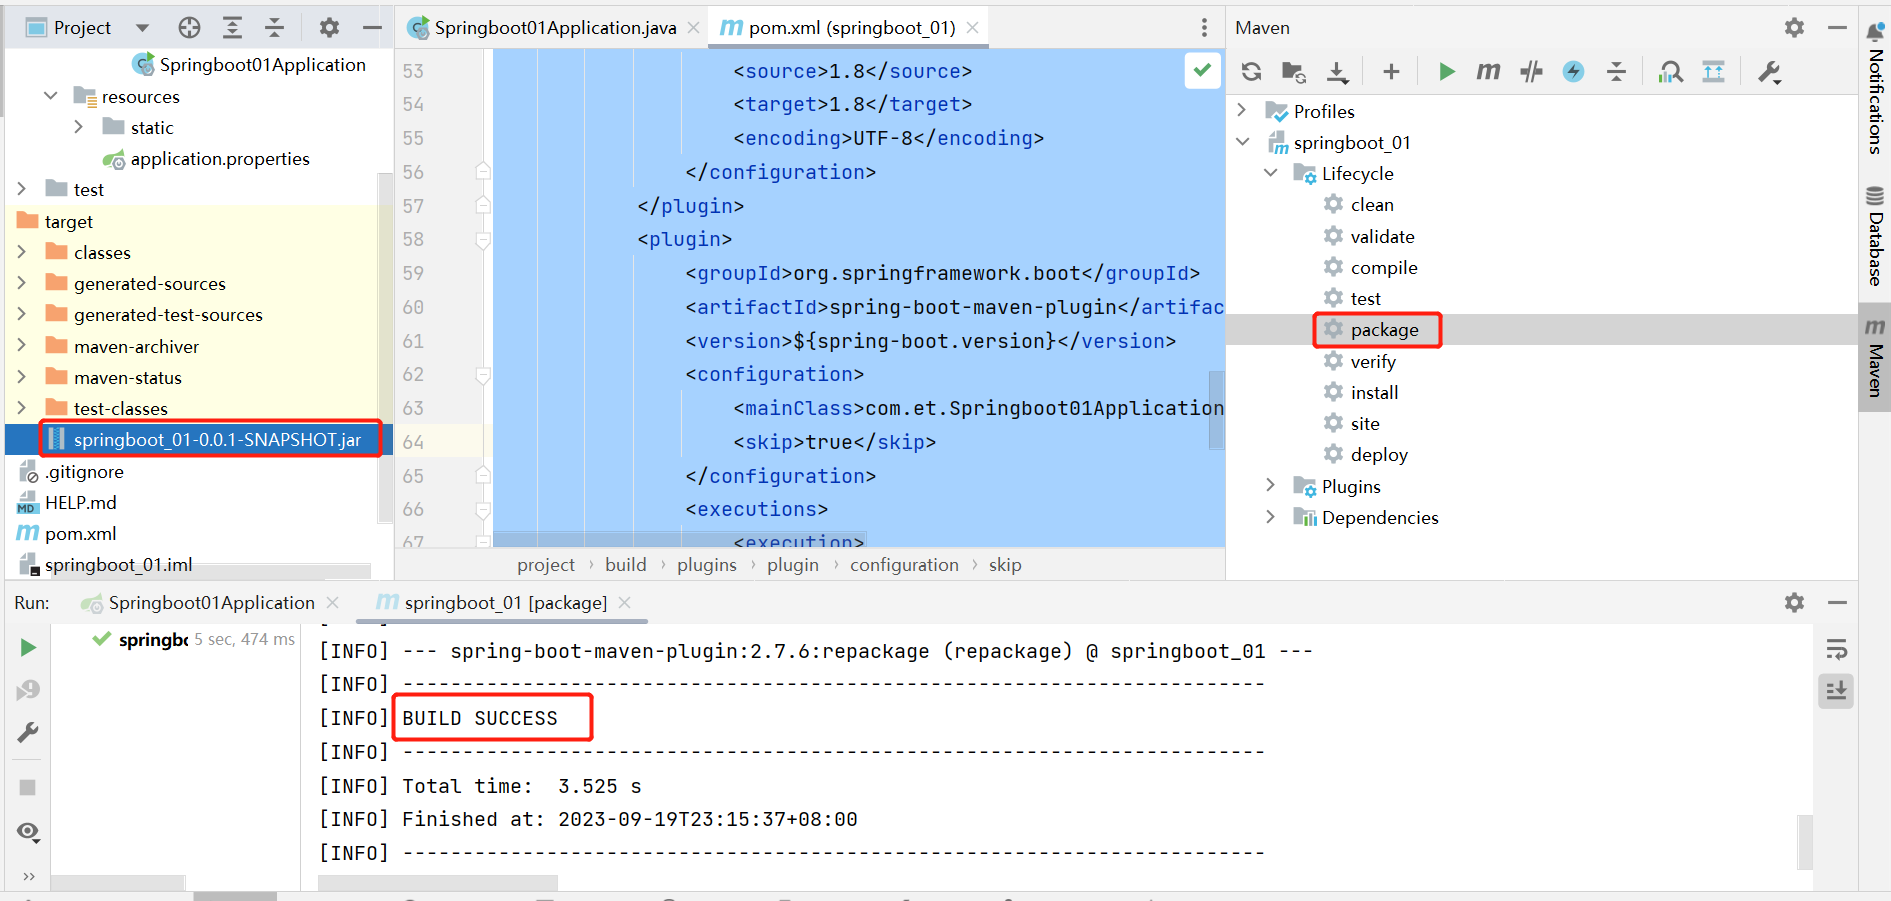 Project
Springboot01Application
resources
static
application.properties
test
target
classes
generated-sources
generated-test-sources
maven-archiver
maven-status
test-classes
springboot_01-0.0.1-SNAPSHOT.jar
.gitignore
HELP.md
pom.xml
springboot_01.iml
Springboot01Application.java
pom.xml (springboot_01)
53 <source>1.8</source>
54 <target>1.8</target>
55 <encoding>UTF-8</encoding>
56 </configuration>
57 </plugin>
58 <plugin>
59 <groupId>org.springframework.boot</groupId>
60 <artifactId>spring-boot-maven-plugin</artifac
61 <version>${spring-boot.version}</version>
62 <configuration>
63 <mainClass>com.et.Springboot01Application
64 <skip>true</skip>
65 </configuration>
66 <executions>
67 <execution>
project › build › plugins › plugin › configuration › skip
Maven
Profiles
springboot_01
Lifecycle
clean
validate
compile
test
package
verify
install
site
deploy
Plugins
Dependencies
Notifications
Database
Maven
Run:
Springboot01Application
springboot_01 [package]
springbo 5 sec, 474 ms
[INFO] --- spring-boot-maven-plugin:2.7.6:repackage (repackage) @ springboot_01 ---
[INFO] ------------------------------------------------------------------------
[INFO] BUILD SUCCESS
[INFO] ------------------------------------------------------------------------
[INFO] Total time:  3.525 s
[INFO] Finished at: 2023-09-19T23:15:37+08:00
[INFO] ------------------------------------------------------------------------